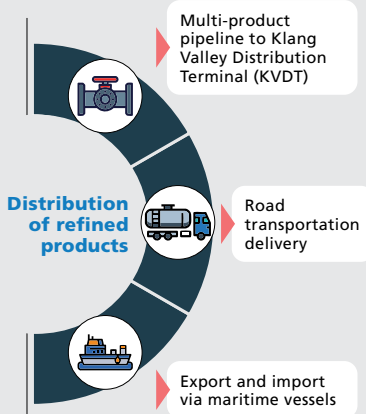 Multi-product
pipeline to Klang
Valley Distribution
Terminal (KVDT)
Distribution
of refined
products
Road
transportation
delivery
Export and import
via maritime vessels